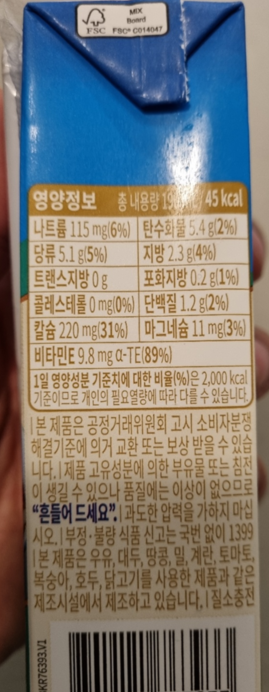 MIX
Board
FSC FSC® C014047
영양정보 총 내용량 45 kcal
나트륨 115 mg(6%) 탄수화물 5.4 g(2%)
당류 5.1 g(5%) 지방 2.3 g(4%)
트랜스지방 0 g 포화지방 0.2 g(1%)
콜레스테롤 0 mg(0%) 단백질 1.2 g(2%)
칼슘 220 mg(31%) 마그네슘 11 mg(3%)
비타민E 9.8 mg α-TE(89%)
1일 영양성분 기준치에 대한 비율(%)은 2,000 kcal
기준이므로 개인의 필요열량에 따라 다를 수 있습니다.
| 본 제품은 공정거래위원회 고시 소비자분쟁
해결기준에 의거 교환 또는 보상 받을 수 있습
니다. | 제품 고유성분에 의한 부유물 또는 침전
이 생길 수 있으나 품질에는 이상이 없으므로
“흔들어 드세요”. | 과도한 압력을 가하지 마십
시오. | 부정·불량 식품 신고는 국번 없이 1399
| 본 제품은 우유, 대두, 땅콩, 밀, 계란, 토마토,
복숭아, 호두, 닭고기를 사용한 제품과 같은
제조시설에서 제조하고 있습니다. | 질소충전
KR76393.V1